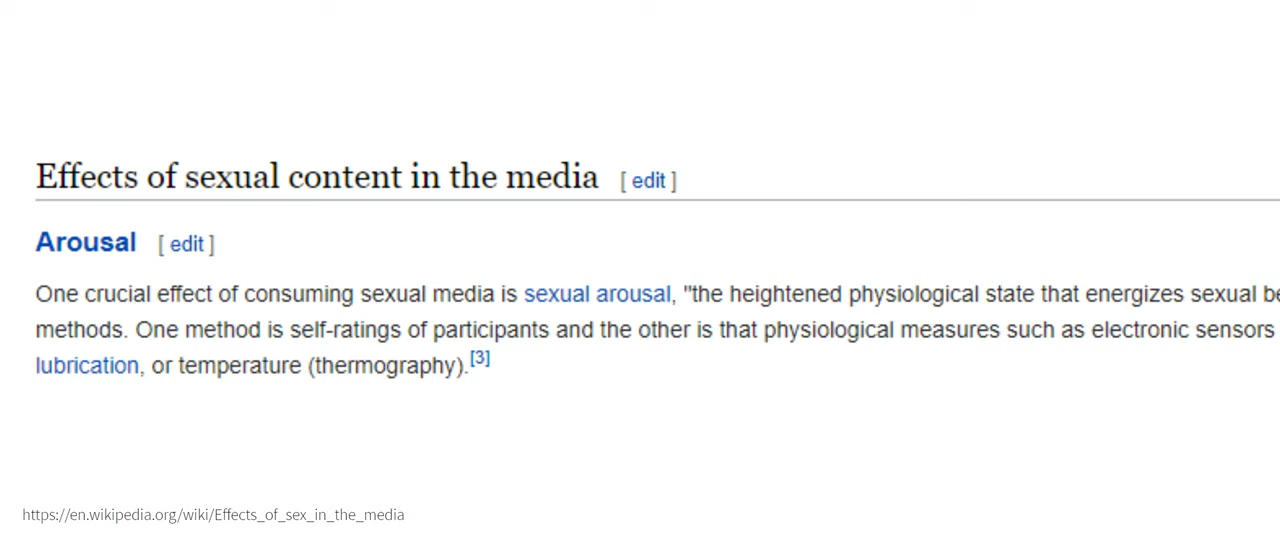 Effects of sexual content in the media [ edit ]
Arousal [ edit ]
One crucial effect of consuming sexual media is sexual arousal, "the heightened physiological state that energizes sexual
methods. One method is self-ratings of participants and the other is that physiological measures such as electronic sensors
lubrication, or temperature (thermography).[3]
https://en.wikipedia.org/wiki/Effects_of_sex_in_the_media